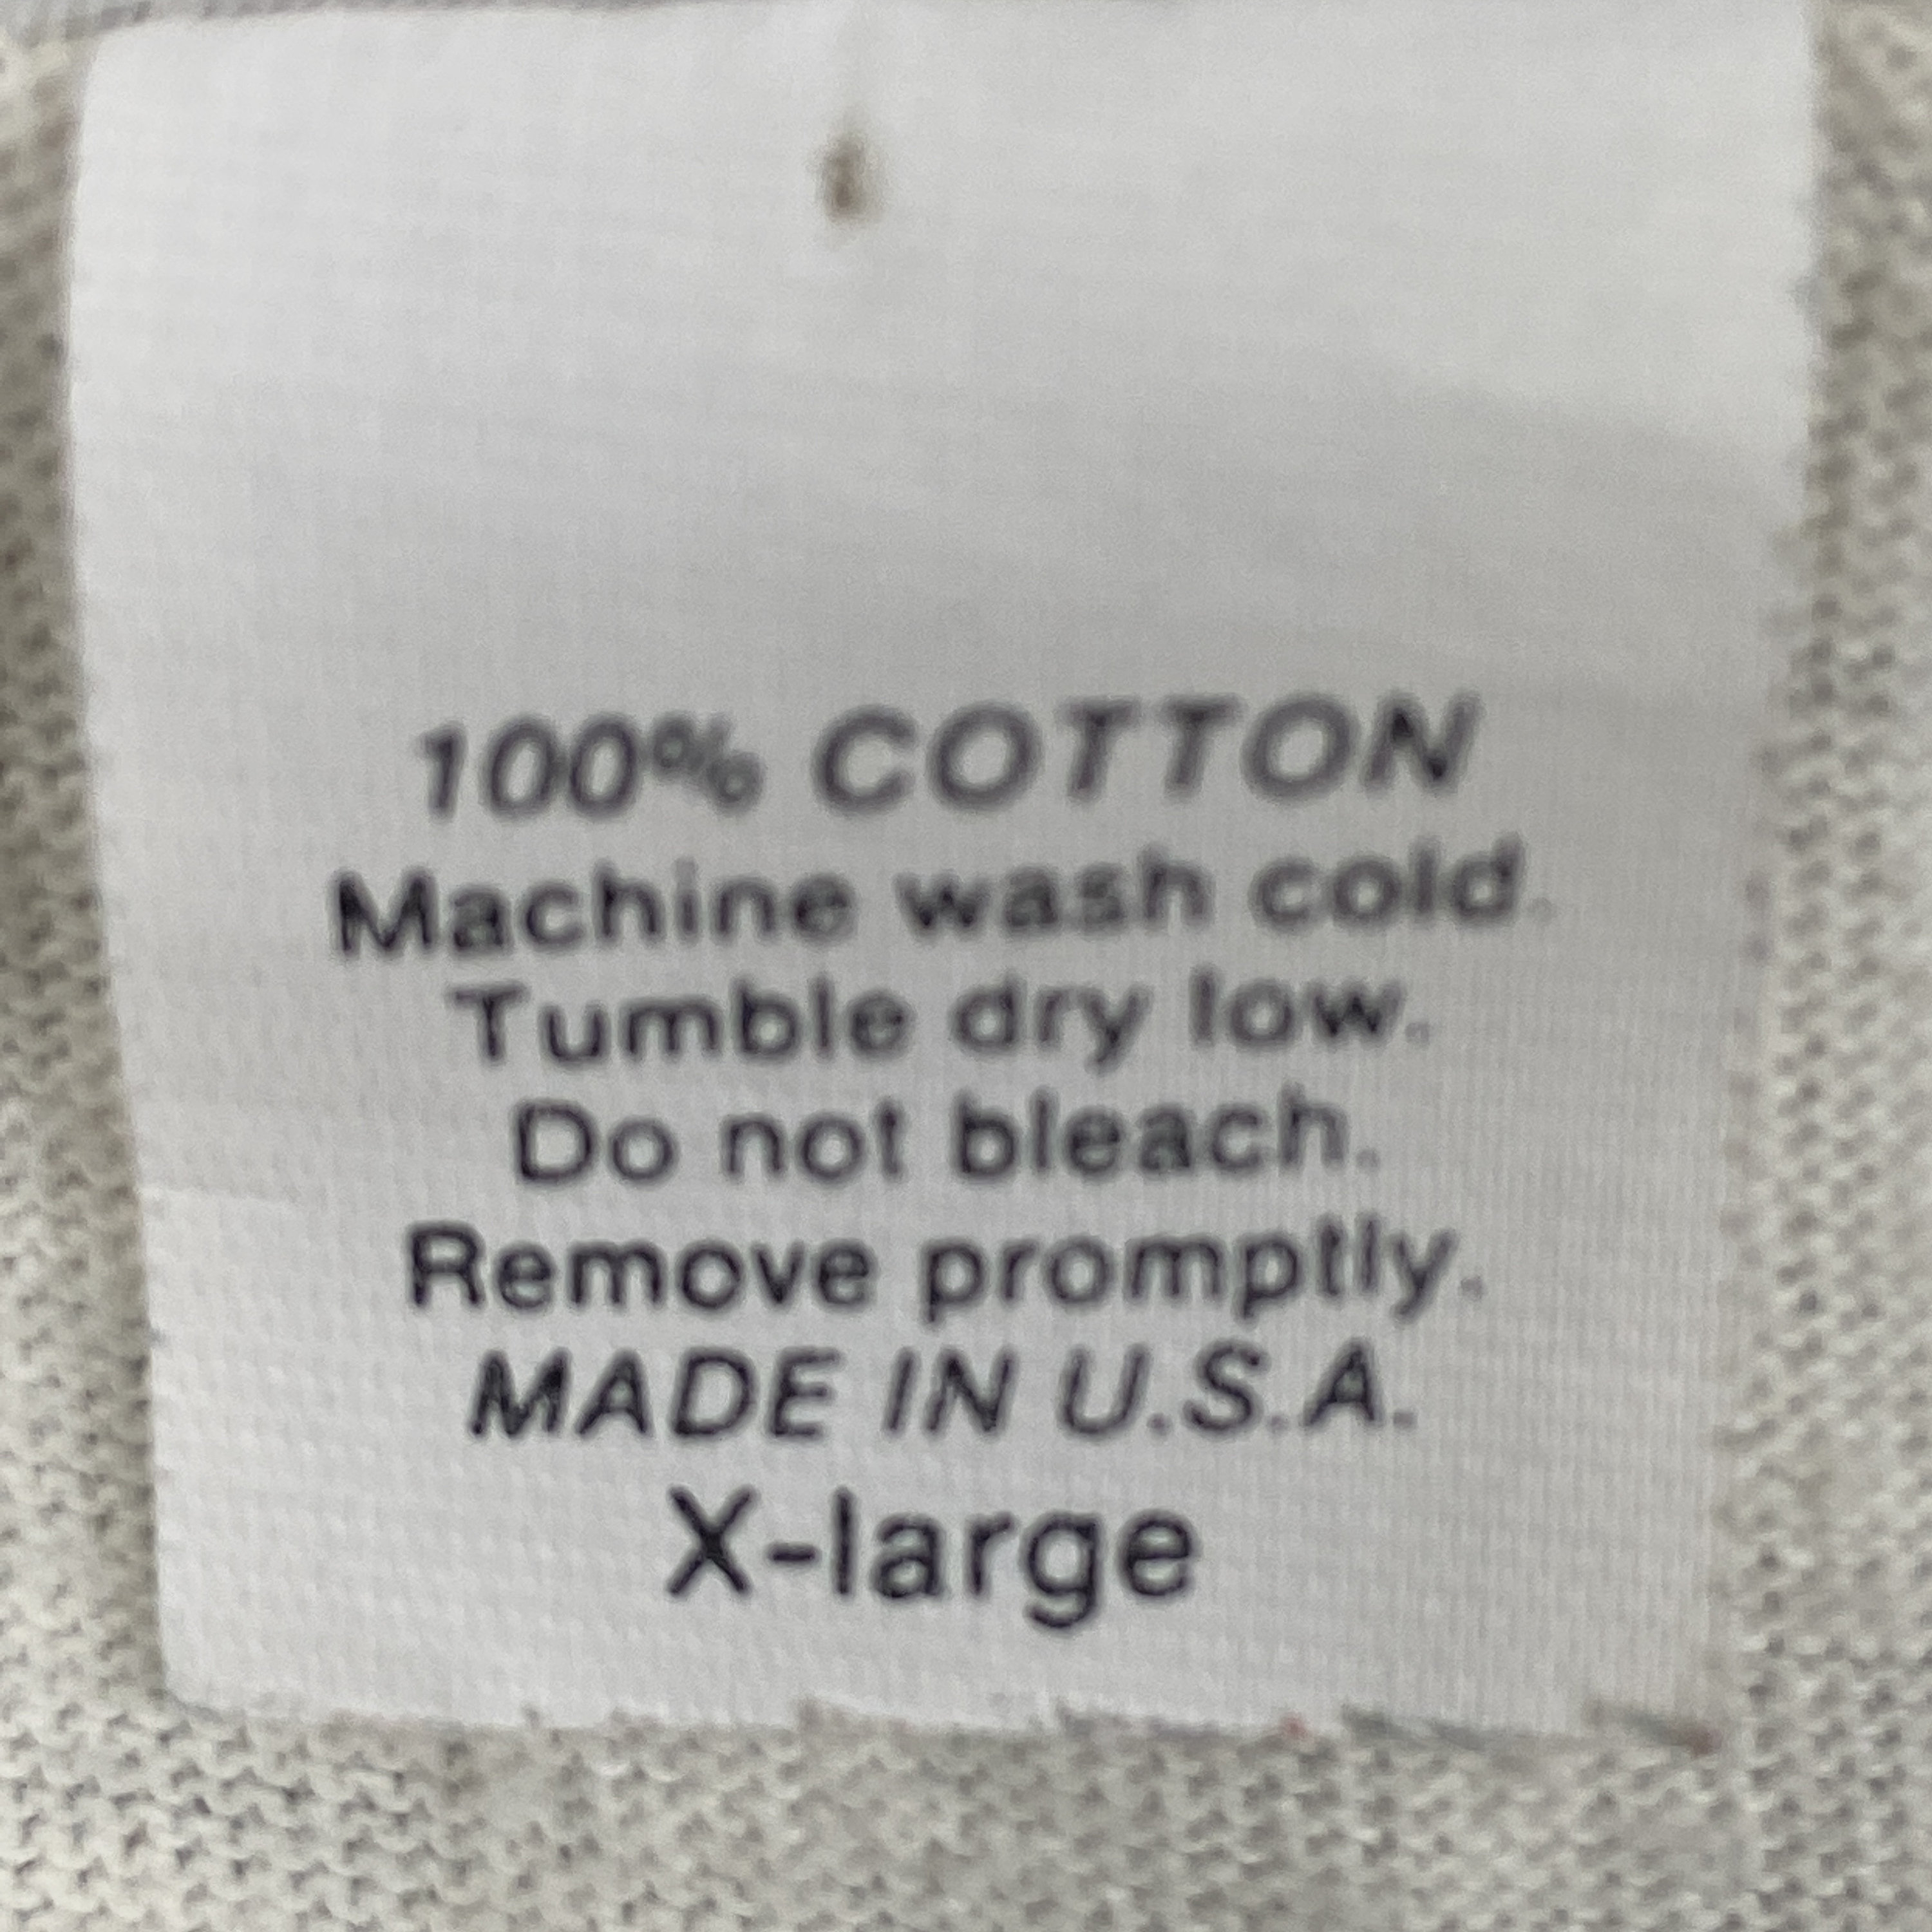 100% COTTON
Machine wash cold.
Tumble dry low.
Do not bleach.
Remove promptly.
MADE IN U.S.A.
X-large